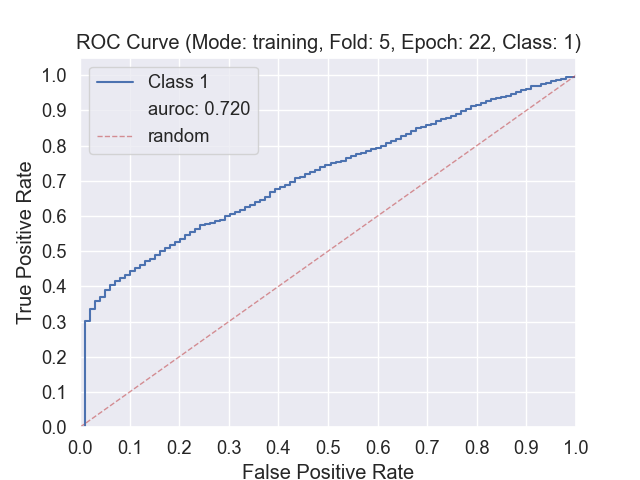 ROC Curve (Mode: training, Fold: 5, Epoch: 22, Class: 1)
Class 1
auroc: 0.720
random
True Positive Rate
1.0
0.9
0.8
0.7
0.6
0.5
0.4
0.3
0.2
0.1
0.0
0.0 0.1 0.2 0.3 0.4 0.5 0.6 0.7 0.8 0.9 1.0
False Positive Rate